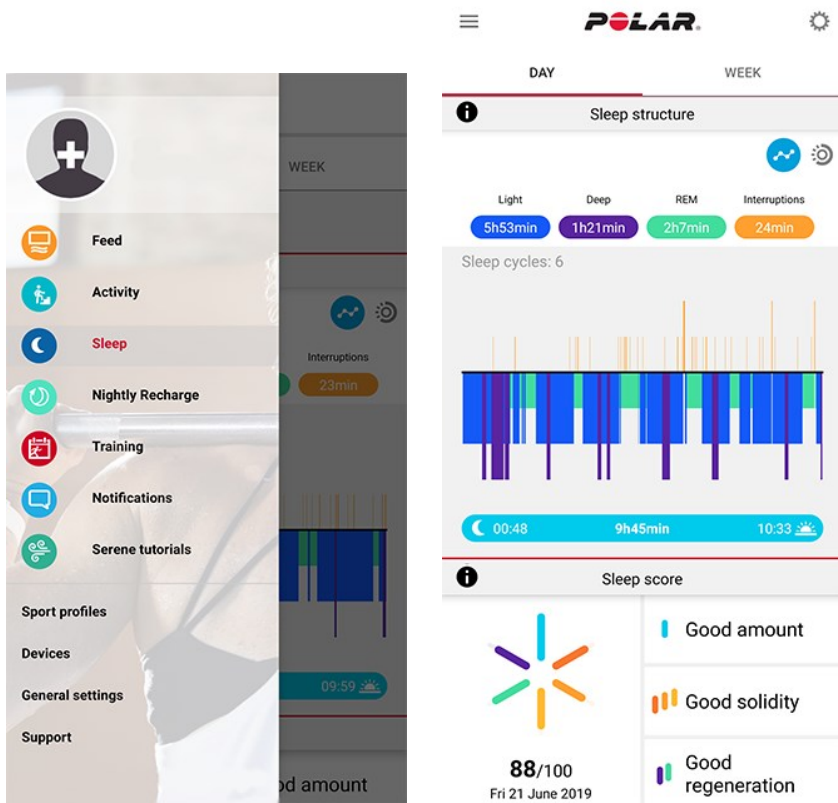 WEEK
Feed
Activity
Sleep
Interruptions
Nightly Recharge
23min
Training
Notifications
Serene tutorials
Sport profiles
Devices
General settings
09:59
Support
od amount
POLAR
DAY WEEK
Sleep structure
Light Deep REM Interruptions
5h53min 1h21min 2h7min 24min
Sleep cycles: 6
00:48 9h45min 10:33
Sleep score
Good amount
Good solidity
Good
regeneration
88/100
Fri 21 June 2019